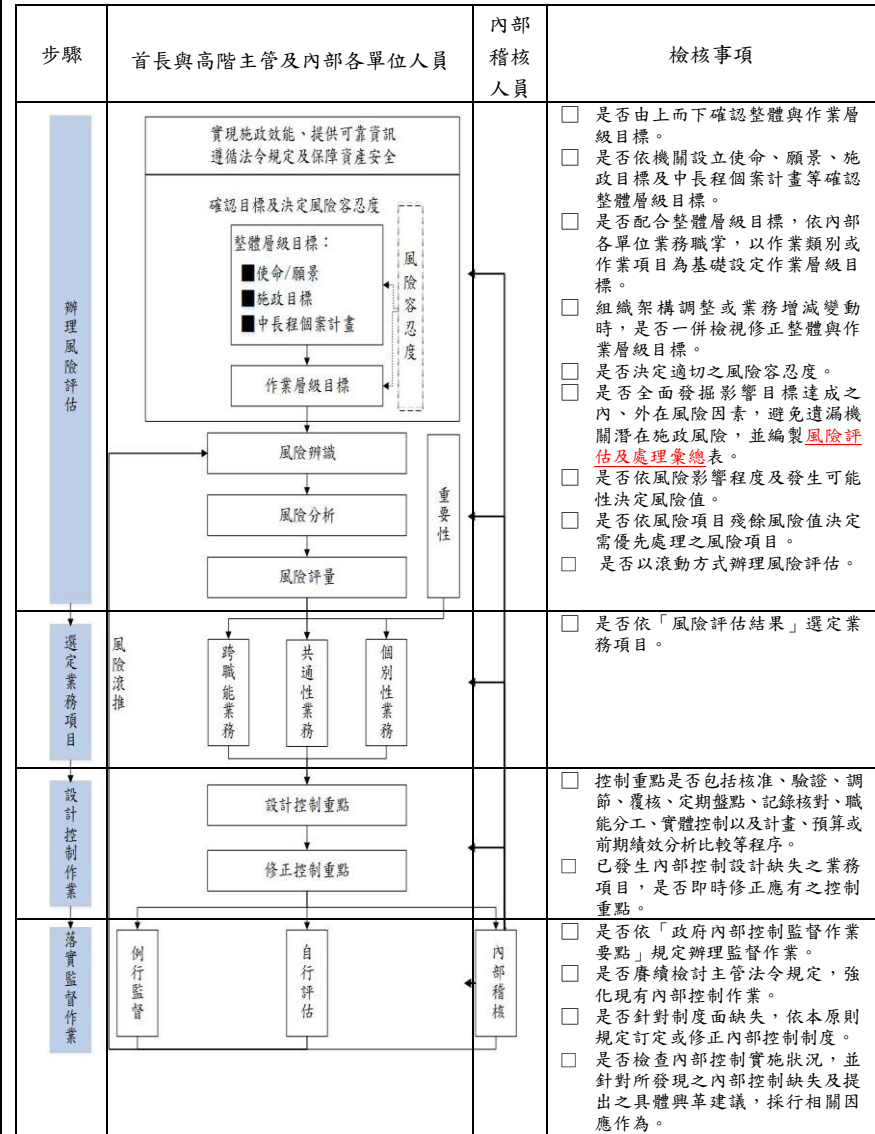 步驟
首長與高階主管及內部各單位人員
內部
稽核
人員
檢核事項
辦理風險評估
實現施政效能、提供可靠資訊
遵循法令規定及保障資產安全
確認目標及決定風險容忍度
整體層級目標：
■使命/願景
■施政目標
■中長程個案計畫
風險容忍度
作業層級目標
風險辨識
風險分析
風險評量
重要性
□ 是否由上而下確認整體與作業層
級目標。
□ 是否依機關設立使命、願景、施
政目標及中長程個案計畫等確認
整體層級目標。
□ 是否配合整體層級目標，依內部
各單位業務職掌，以作業類別或
作業項目為基礎設定作業層級目
標。
□ 組織架構調整或業務增減變動
時，是否一併檢視修正整體與作
業層級目標。
□ 是否決定適切之風險容忍度。
□ 是否全面發掘影響目標達成之
內、外在風險因素，避免遺漏機
關潛在施政風險，並編製風險評
估及處理彙總表。
□ 是否依風險影響程度及發生可能
性決定風險值。
□ 是否依風險項目殘餘風險值決定
需優先處理之風險項目。
□ 是否以滾動方式辦理風險評估。
選定業務項目
風險滾推
跨職能業務
共通性業務
個別性業務
□ 是否依「風險評估結果」選定業
務項目。
設計控制作業
設計控制重點
修正控制重點
□ 控制重點是否包括核准、驗證、調
節、覆核、定期盤點、記錄核對、職
能分工、實體控制以及計畫、預算或
前期績效分析比較等程序。
□ 已發生內部控制設計缺失之業務
項目，是否即時修正應有之控制
重點。
落實監督作業
例行監督
自行評估
內部稽核
□ 是否依「政府內部控制監督作業
要點」規定辦理監督作業。
□ 是否賡續檢討主管法令規定，強
化現有內部控制作業。
□ 是否針對制度面缺失，依本原則
規定訂定或修正內部控制制度。
□ 是否檢查內部控制實施狀況，並
針對所發現之內部控制缺失及提
出之具體興革建議，採行相關因
應作為。